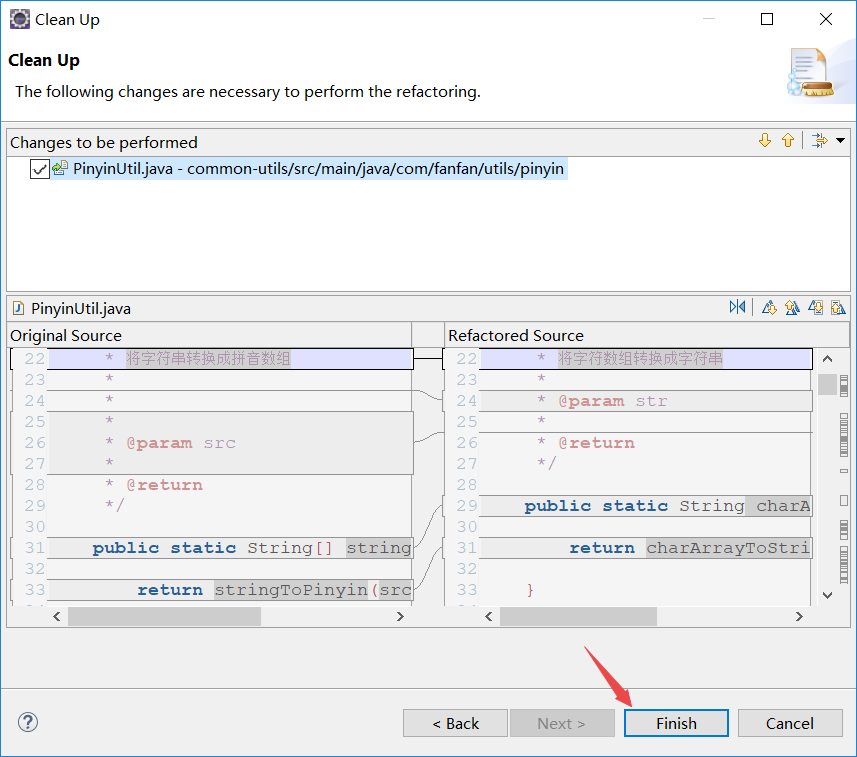 Clean Up
Clean Up
The following changes are necessary to perform the refactoring.
Changes to be performed
PinyinUtil.java - common-utils/src/main/java/com/fanfan/utils/pinyin
PinyinUtil.java
Original Source
22 * 将字符串转换成拼音数组
23 *
24 *
25 *
26 * @param src
27 *
28 * @return
29 */
30
31 public static String[] string
32
33 return stringToPinyin(src
Refactored Source
22 * 将字符数组转换成字符串
23 *
24 * @param str
25 *
26 * @return
27 */
28
29 public static String charA
30
31 return charArrayToStri
32
33 }
< Back
Next >
Finish
Cancel